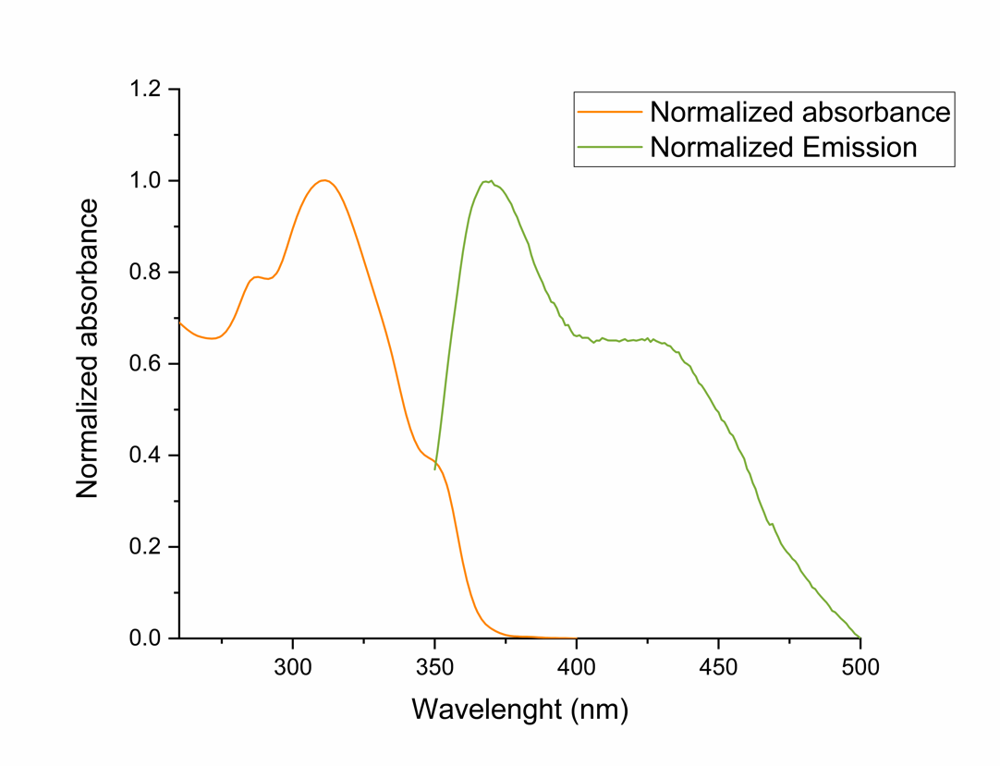 Normalized absorbance
Normalized Emission
Normalized absorbance
1.2
1.0
0.8
0.6
0.4
0.2
0.0
300 350 400 450 500
Wavelenght (nm)